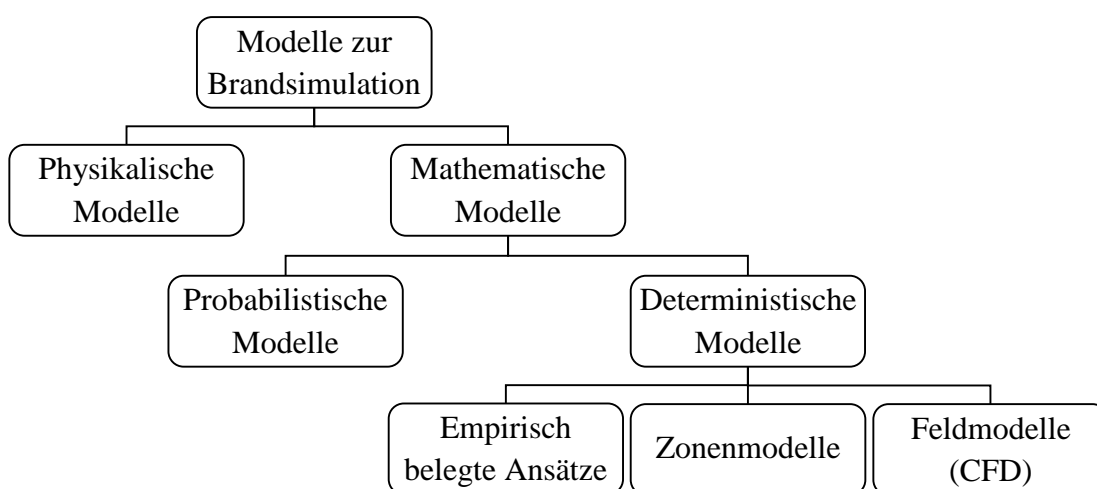 Modelle zur
Brandsimulation
Physikalische
Modelle
Mathematische
Modelle
Probabilistische
Modelle
Deterministische
Modelle
Empirisch
belegte Ansätze
Zonenmodelle
Feldmodelle
(CFD)